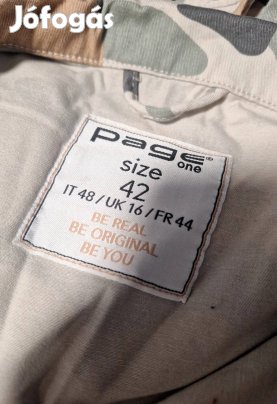 Jófogás
page one®
size
42
IT 48 / UK 16 / FR 44
BE REAL
BE ORIGINAL
BE YOU